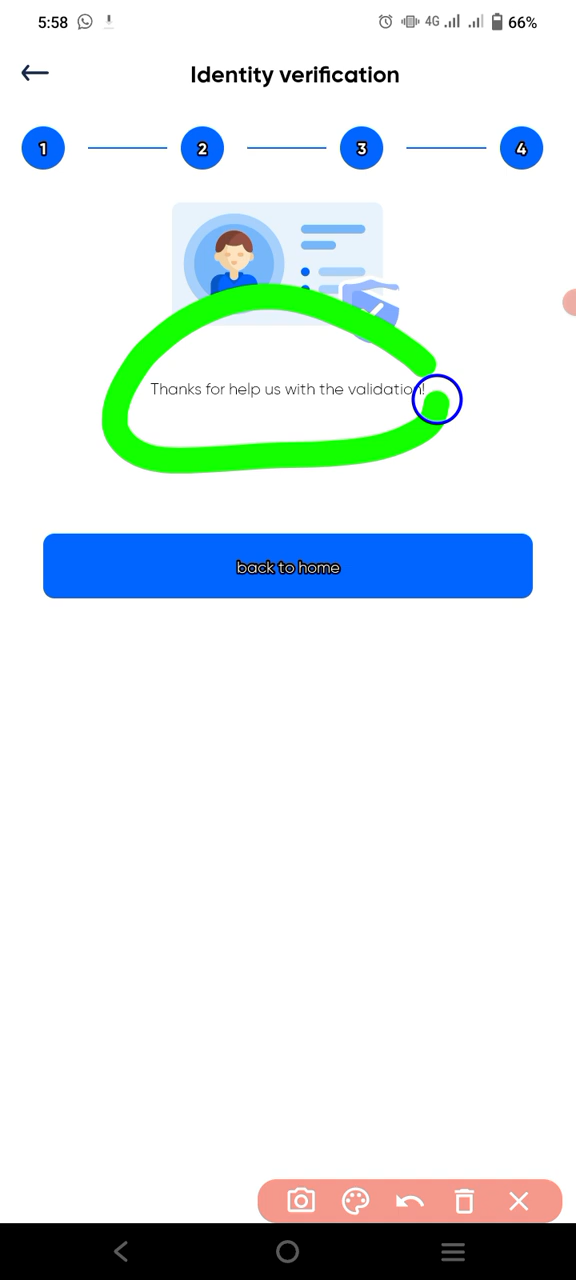 5:58
4G
66%
Identity verification
1
2
3
4
Thanks for help us with the validation!
back to home